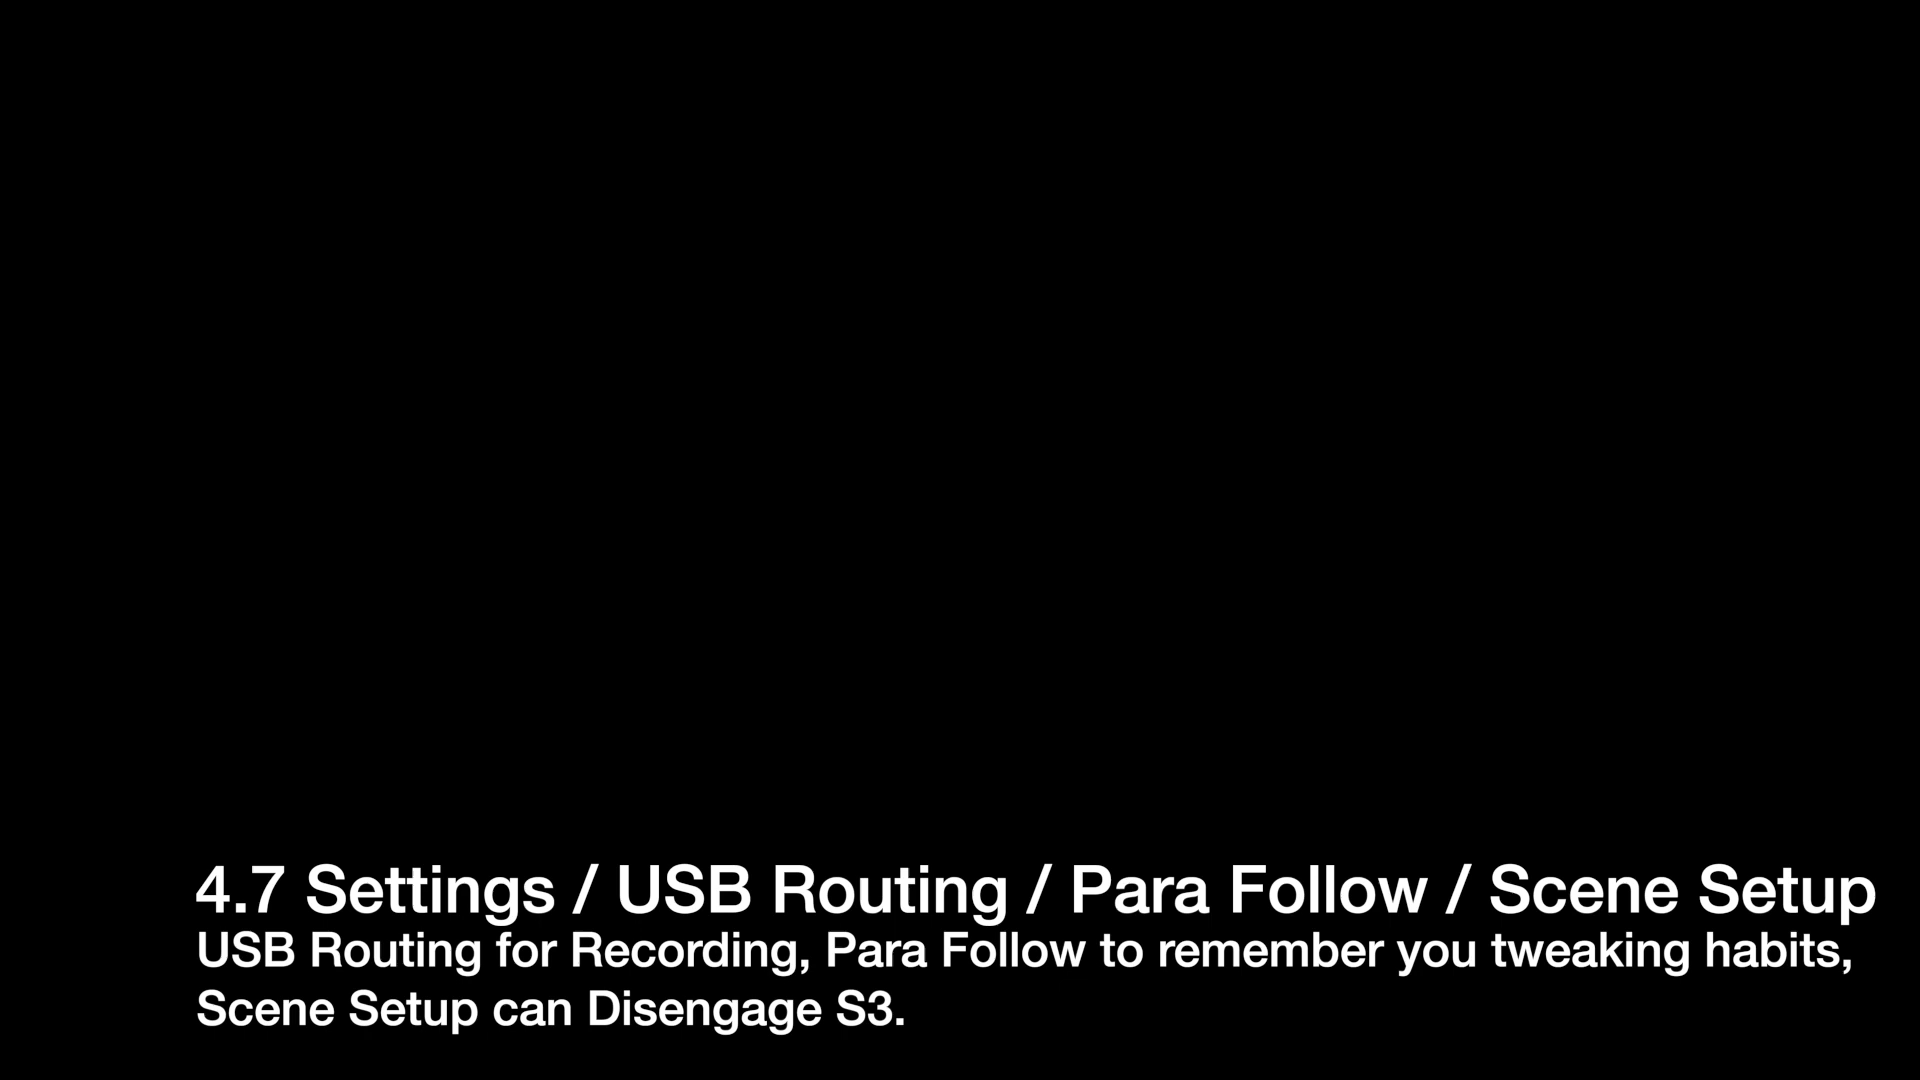 4.7 Settings / USB Routing / Para Follow / Scene Setup
USB Routing for Recording, Para Follow to remember you tweaking habits,
Scene Setup can Disengage S3.